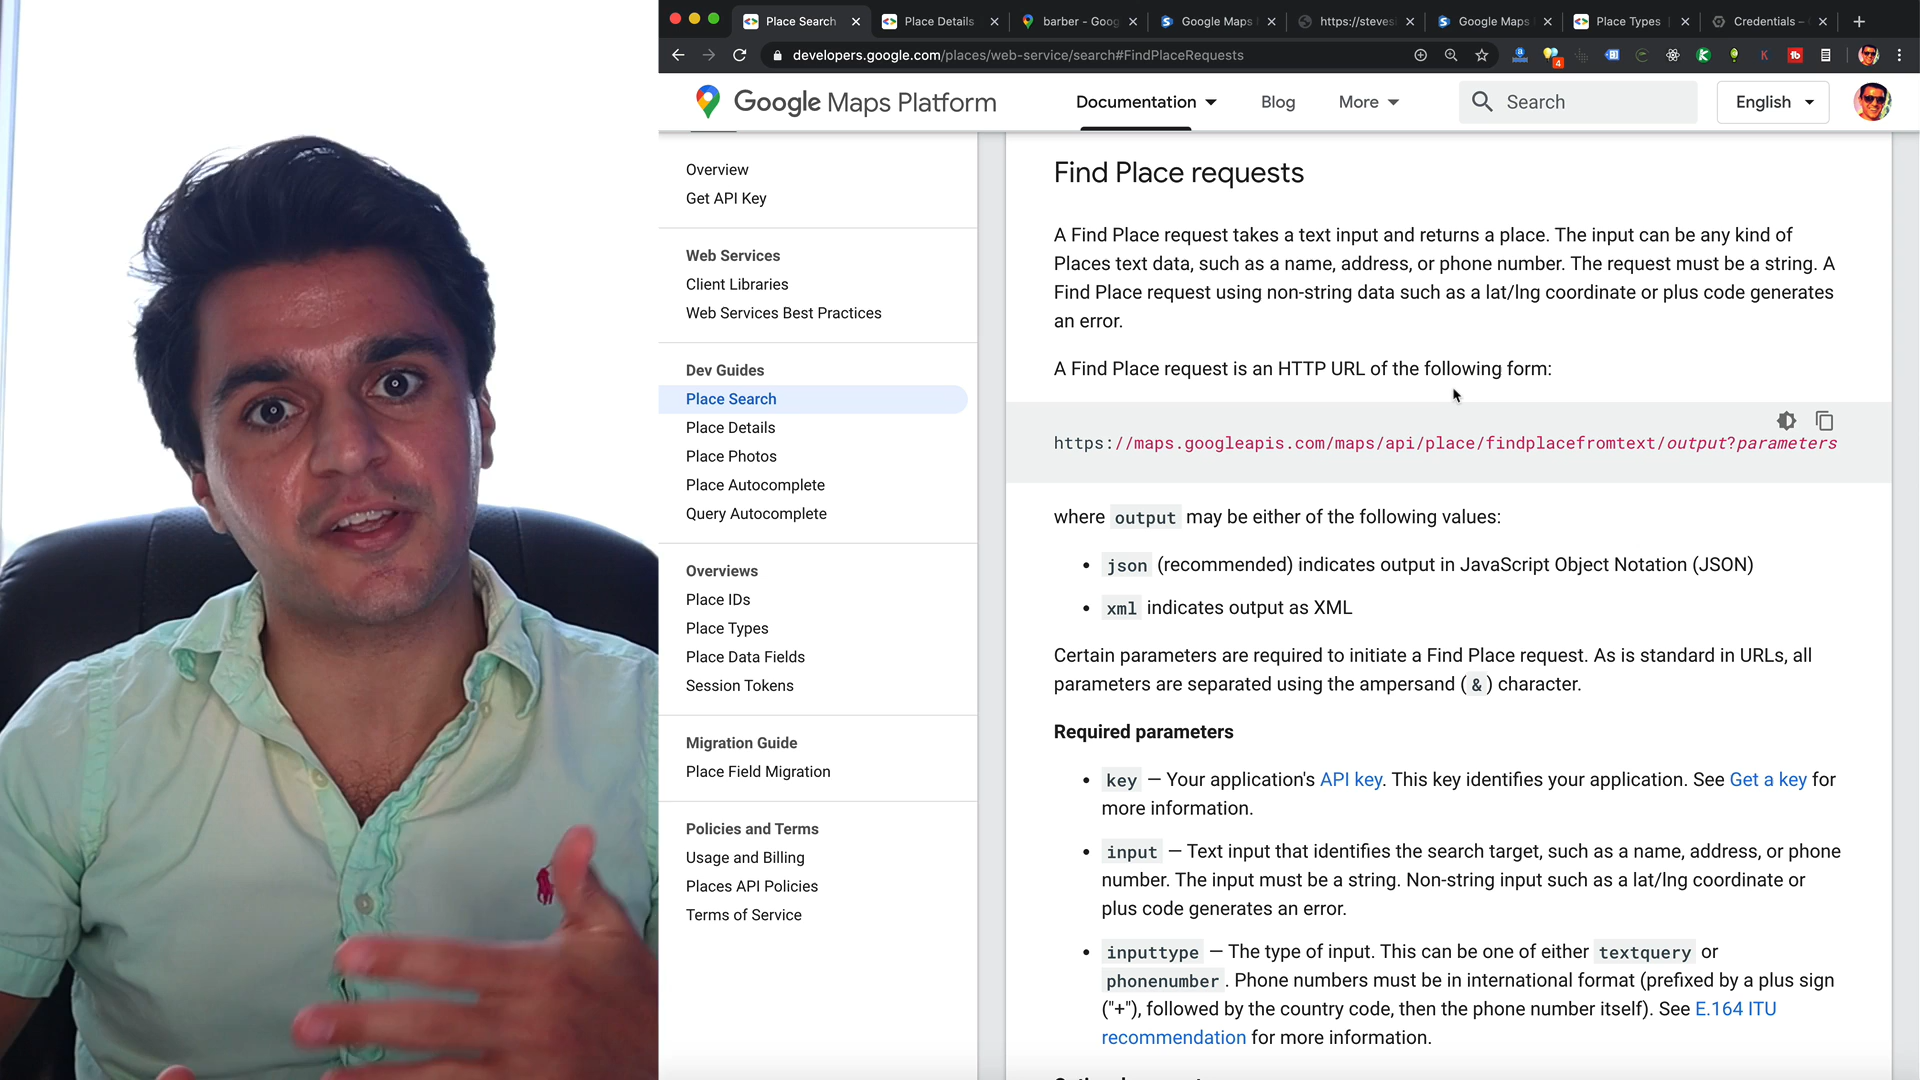 Place Search
Place Details
barber - Goog
Google Maps
https://stevesi
Google Maps
Place Types
Credentials –
developers.google.com/places/web-service/search#FindPlaceRequests
4
Google Maps Platform
Documentation
Blog
More
Search
English
Overview
Get API Key
Web Services
Client Libraries
Web Services Best Practices
Dev Guides
Place Search
Place Details
Place Photos
Place Autocomplete
Query Autocomplete
Overviews
Place IDs
Place Types
Place Data Fields
Session Tokens
Migration Guide
Place Field Migration
Policies and Terms
Usage and Billing
Places API Policies
Terms of Service
Find Place requests
A Find Place request takes a text input and returns a place. The input can be any kind of
Places text data, such as a name, address, or phone number. The request must be a string. A
Find Place request using non-string data such as a lat/lng coordinate or plus code generates
an error.
A Find Place request is an HTTP URL of the following form:
https://maps.googleapis.com/maps/api/place/findplacefromtext/output?parameters
where output may be either of the following values:
• json (recommended) indicates output in JavaScript Object Notation (JSON)
• xml indicates output as XML
Certain parameters are required to initiate a Find Place request. As is standard in URLs, all
parameters are separated using the ampersand (&) character.
Required parameters
• key — Your application's API key. This key identifies your application. See Get a key for
more information.
• input — Text input that identifies the search target, such as a name, address, or phone
number. The input must be a string. Non-string input such as a lat/lng coordinate or
plus code generates an error.
• inputtype — The type of input. This can be one of either textquery or
phonenumber. Phone numbers must be in international format (prefixed by a plus sign
("+"), followed by the country code, then the phone number itself). See E.164 ITU
recommendation for more information.